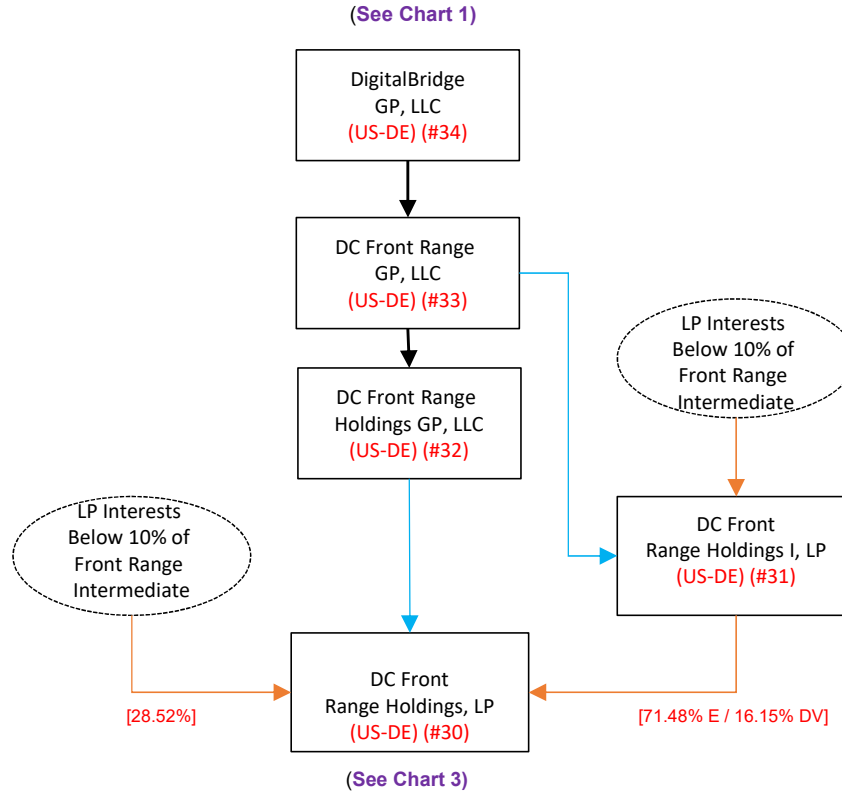 (See Chart 1)
DigitalBridge
GP, LLC
(US-DE) (#34)
DC Front Range
GP, LLC
(US-DE) (#33)
LP Interests
Below 10% of
Front Range
Intermediate
DC Front Range
Holdings GP, LLC
(US-DE) (#32)
LP Interests
Below 10% of
Front Range
Intermediate
DC Front
Range Holdings I, LP
(US-DE) (#31)
DC Front
Range Holdings, LP
(US-DE) (#30)
[28.52%]
[71.48% E / 16.15% DV]
(See Chart 3)